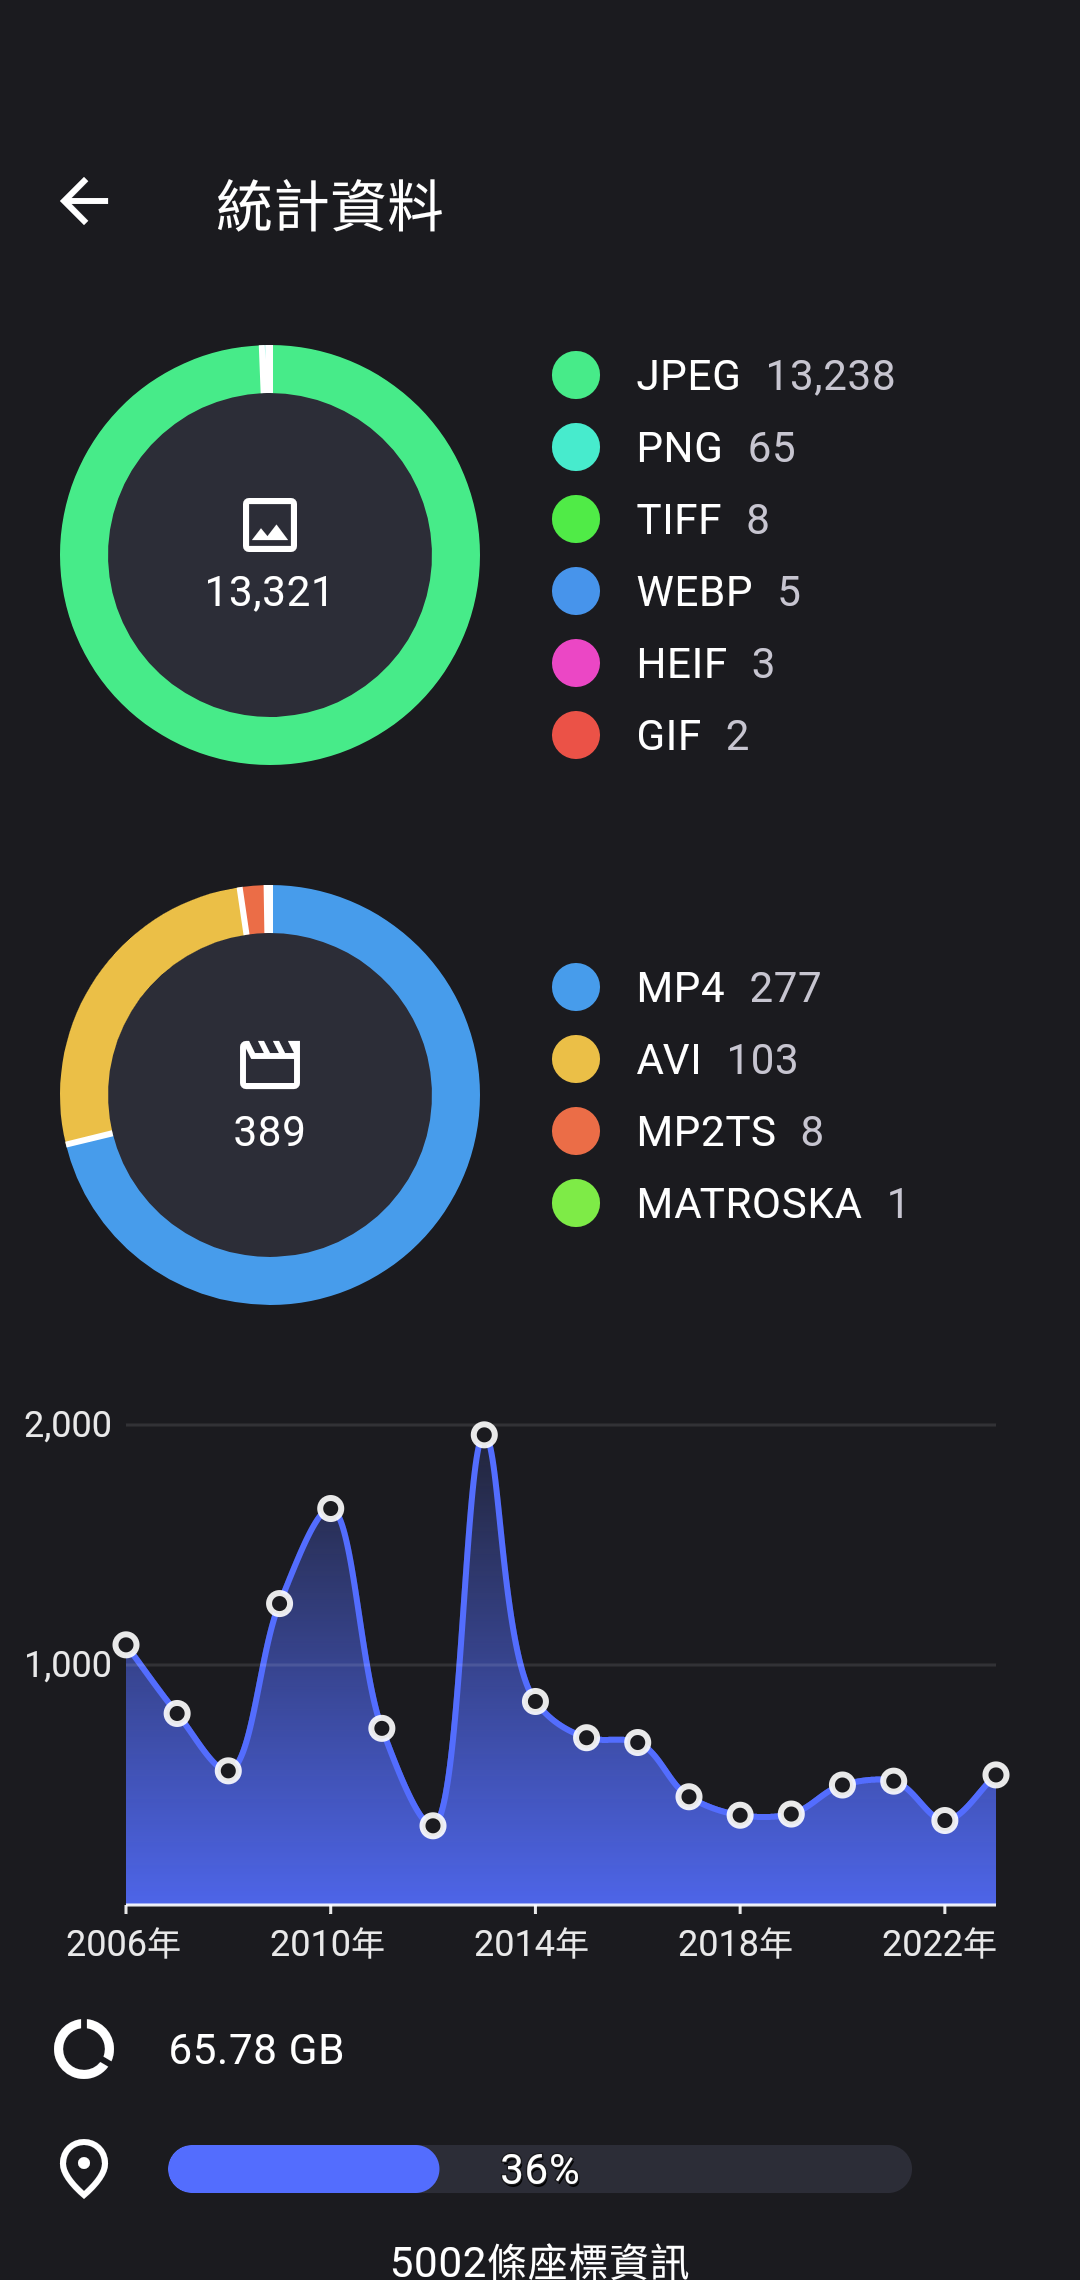 統計資料
13,321
JPEG 13,238
PNG 65
TIFF 8
WEBP 5
HEIF 3
GIF 2
389
MP4 277
AVI 103
MP2TS 8
MATROSKA 1
2,000
1,000
2006年 2010年 2014年 2018年 2022年
65.78 GB
36%
5002條座標資訊